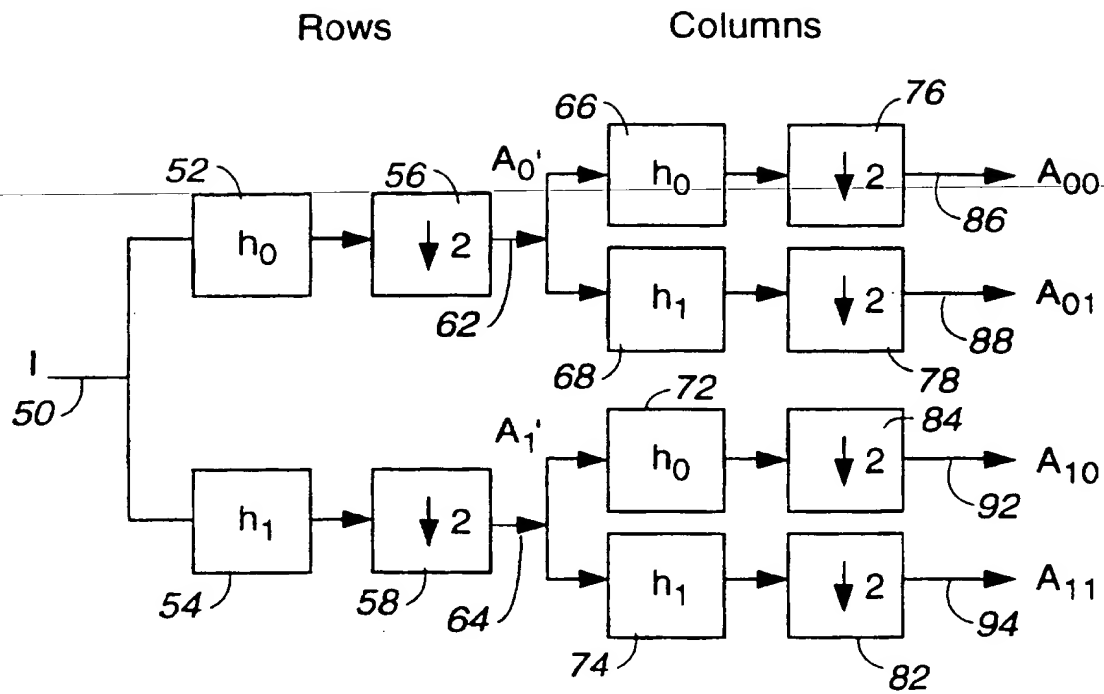 Rows Columns
66 76
52 56 A₀' h₀ ↓ 2 A₀₀
86
h₀ ↓ 2
62 h₁ ↓ 2 A₀₁
88
I 68 78
50 72 84
A₁' h₀ ↓ 2 A₁₀
92
h₁ ↓ 2
54 58 64 h₁ ↓ 2 A₁₁
94
74 82